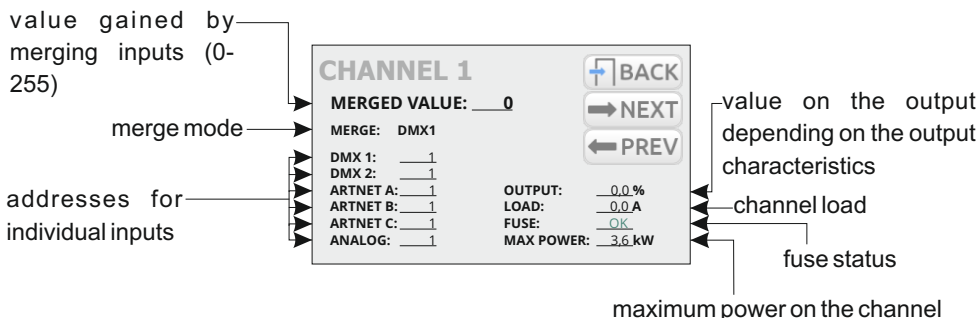 value gained by
merging inputs (0-
255)
merge mode
addresses for
individual inputs
CHANNEL 1
BACK
MERGED VALUE: 0
NEXT
MERGE: DMX1
PREV
DMX 1: 1
DMX 2: 1
ARTNET A: 1
ARTNET B: 1
ARTNET C: 1
ANALOG: 1
OUTPUT: 0,0 %
LOAD: 0,0 A
FUSE: OK
MAX POWER: 3,6 kW
value on the output
depending on the output
characteristics
channel load
fuse status
maximum power on the channel